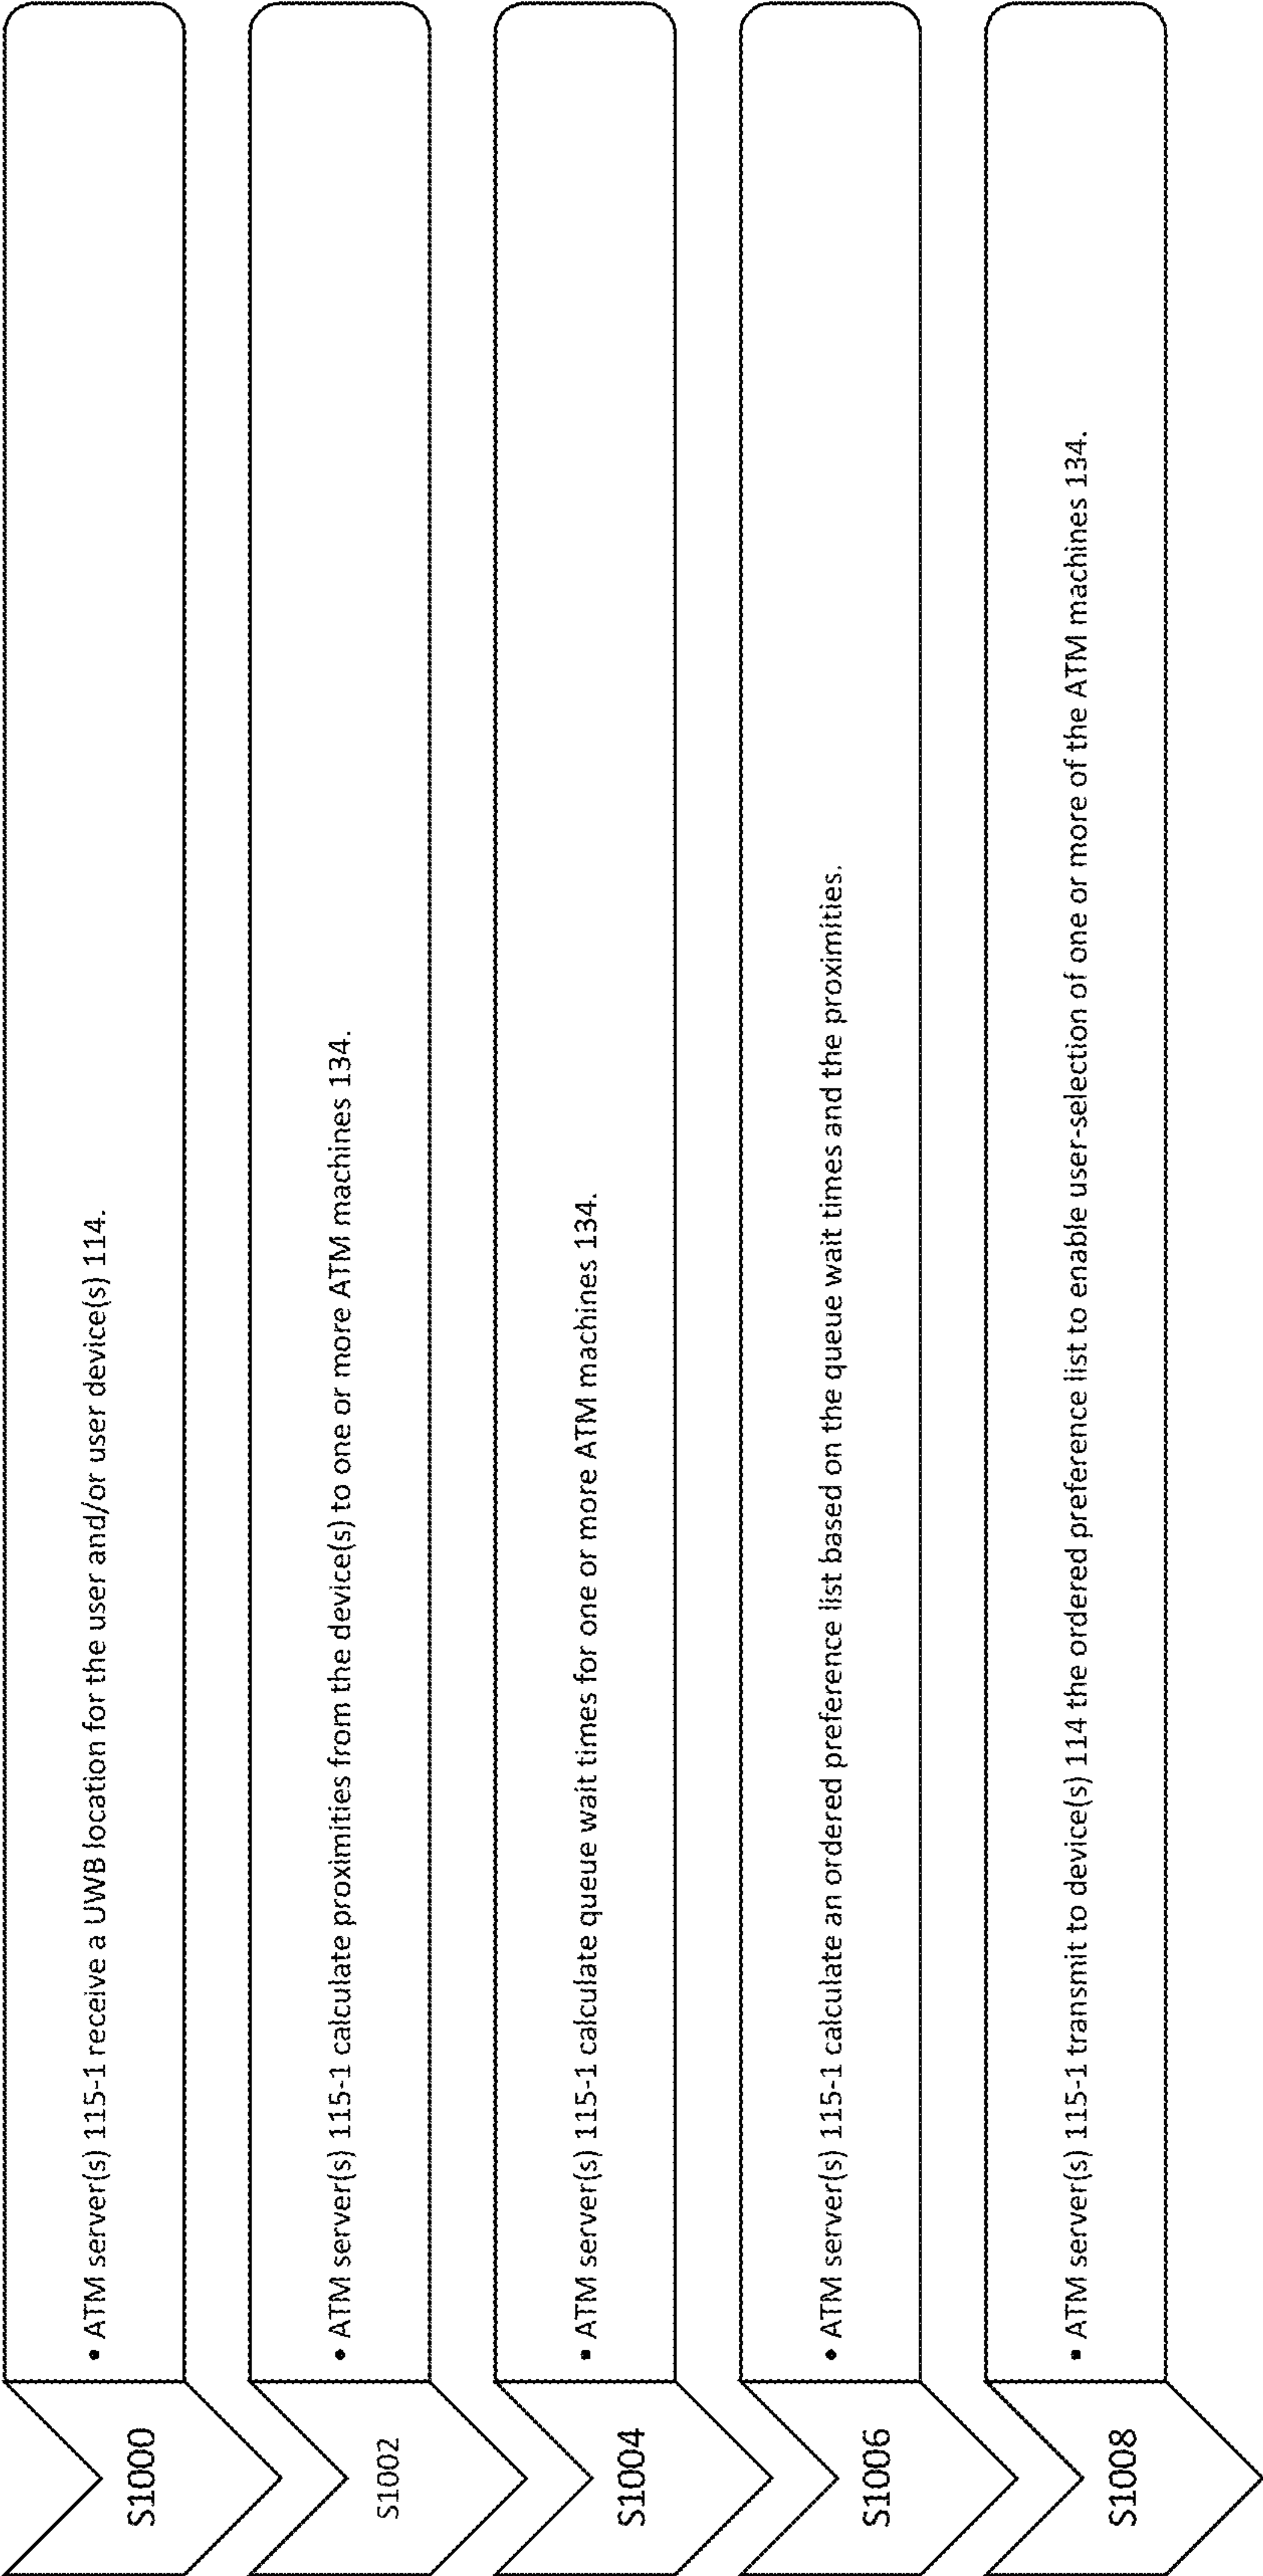 S1000
• ATM server(s) 115-1 receive a UWB location for the user and/or user device(s) 114.
S1002
• ATM server(s) 115-1 calculate proximities from the device(s) to one or more ATM machines 134.
S1004
• ATM server(s) 115-1 calculate queue wait times for one or more ATM machines 134.
S1006
• ATM server(s) 115-1 calculate an ordered preference list based on the queue wait times and the proximities.
S1008
• ATM server(s) 115-1 transmit to device(s) 114 the ordered preference list to enable user-selection of one or more of the ATM machines 134.